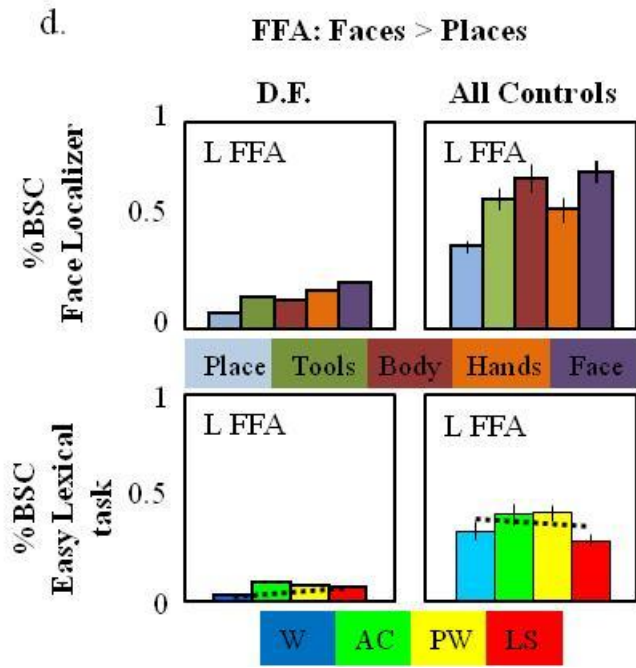 d.
FFA: Faces > Places
D.F.
All Controls
%BSC
Face Localizer
1
0.5
0
L FFA
L FFA
Place Tools Body Hands Face
%BSC
Easy Lexical
task
1
0.5
0
L FFA
L FFA
W AC PW LS